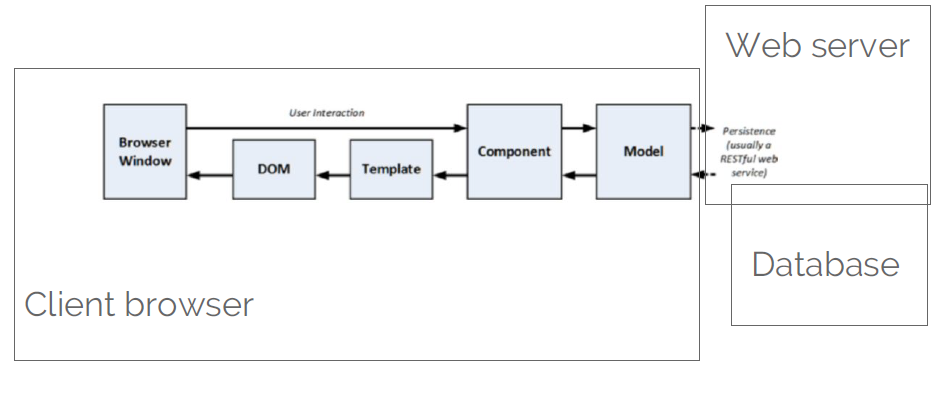 Web server
User Interaction
Browser
Window
DOM
Template
Component
Model
Persistence
(usually a
RESTful web
service)
Database
Client browser